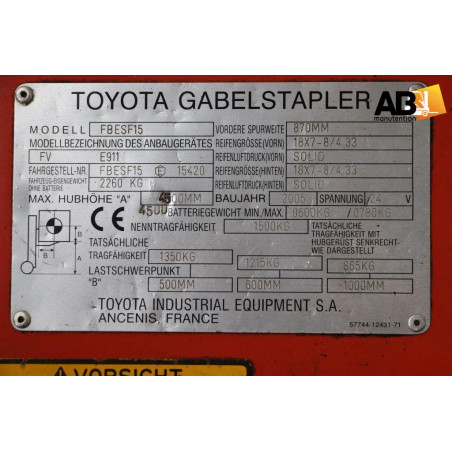 AB
manutention
TOYOTA GABELSTAPLER
MODELL FBESF15 VORDERE SPURWEITE 870MM
MODELLBEZEICHNUNG DES ANBAUGERÄTES REIFENGRÖSSE(VORN) 18X7-8/4.33
FV E911 REIFENLUFTDRUCK(VORN) SOLID
FAHRGESTELL-NR. FBESF15 E 15420 REIFENGRÖSSE(HINTEN) 18X7-8/4.33
FAHRZEUG-EIGENGEWICHT OHNE BATTERIE 2260 KG REIFENLUFTDRUCK(HINTEN) SOLID
MAX. HUBHÖHE "A" 4500MM BAUJAHR 2005 SPANNUNG 24 V
4500 BATTERIEGEWICHT MIN./MAX. 0600KG / 0780KG
CE NENNTRAGFÄHIGKEIT 1500KG TATSÄCHLICHE
TATSÄCHLICHE TRAGFÄHIGKEIT MIT
TRAGFÄHIGKEIT 1350KG 1215KG HUBGERÜST SENKRECHT-
WIE DARGESTELLT. 865KG
LASTSCHWERPUNKT
"B" 500MM 600MM 1000MM
B B
A
TOYOTA INDUSTRIAL EQUIPMENT S.A.
ANCENIS, FRANCE
57744-12431-71
VORSICHT